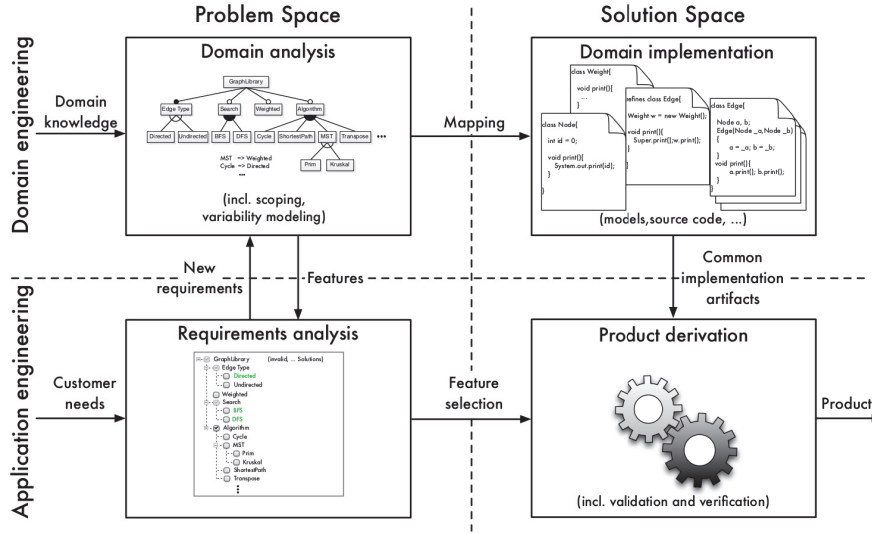 Problem Space
Solution Space
Domain engineering
Domain knowledge
Domain analysis
GraphLibrary
Edge Type
Search
Weighted
Algorithm
Directed
Undirected
BFS
DFS
Cycle
ShortestPath
MST
Transpose
...
MST => Weighted
Cycle => Directed
...
Prim
Kruskal
(incl. scoping,
variability modeling)
Mapping
Domain implementation
class Weight{
void print(){
...
}
refines class Edge{
Weight w = new Weight();
void print(){
Super.print();w.print();
}
}
class Node{
int id = 0;
void print(){
System.out.print(id);
}
}
class Edge{
Node a, b;
Edge(Node _a,Node _b)
{
a = _a; b = _b;
}
void print(){
a.print(); b.print();
}
}
(models,source code, ...)
New
requirements
Features
Common
implementation
artifacts
Application engineering
Customer
needs
Requirements analysis
GraphLibrary (invalid, ... Solutions)
Edge Type
Directed
Undirected
Weighted
Search
BFS
DFS
Algorithm
Cycle
MST
Prim
Kruskal
ShortestPath
Transpose
Feature
selection
Product derivation
(incl. validation and verification)
Product